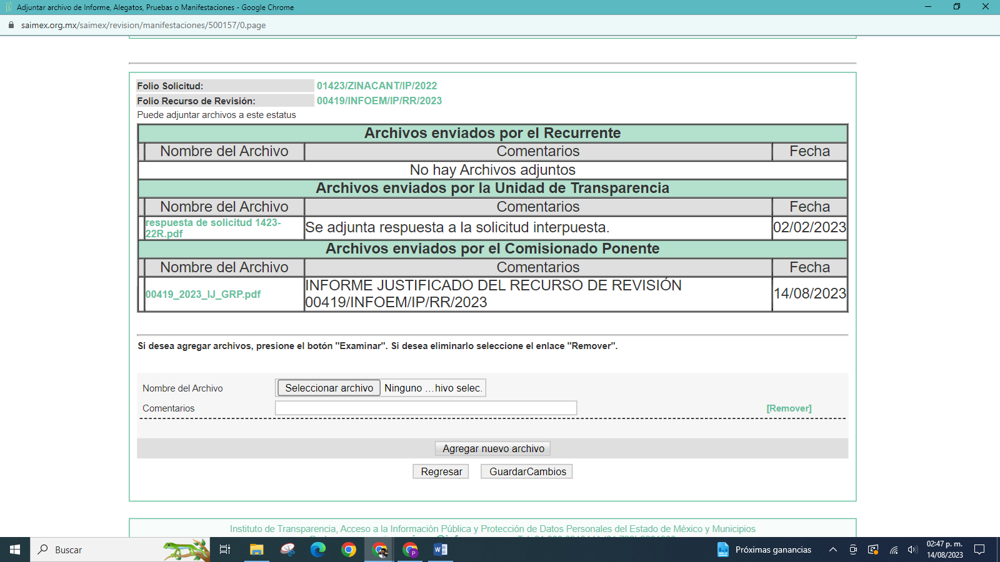 Adjuntar archivo de Informe, Alegatos, Pruebas o Manifestaciones - Google Chrome
saimex.org.mx/saimex/revision/manifestaciones/500157/0.page
Folio Solicitud: 01423/ZINACANT/IP/2022
Folio Recurso de Revisión: 00419/INFOEM/IP/RR/2023
Puede adjuntar archivos a este estatus
Archivos enviados por el Recurrente
Nombre del Archivo Comentarios Fecha
No hay Archivos adjuntos
Archivos enviados por la Unidad de Transparencia
Nombre del Archivo Comentarios Fecha
respuesta de solicitud 1423-
22R.pdf
Se adjunta respuesta a la solicitud interpuesta. 02/02/2023
Archivos enviados por el Comisionado Ponente
Nombre del Archivo Comentarios Fecha
00419_2023_IJ_GRP.pdf
INFORME JUSTIFICADO DEL RECURSO DE REVISIÓN
00419/INFOEM/IP/RR/2023
14/08/2023
Si desea agregar archivos, presione el botón "Examinar". Si desea eliminarlo seleccione el enlace "Remover".
Nombre del Archivo Seleccionar archivo Ninguno ...hivo selec.
Comentarios [Remover]
Agregar nuevo archivo
Regresar GuardarCambios
Instituto de Transparencia, Acceso a la Información Pública y Protección de Datos Personales del Estado de México y Municipios
Buscar
Próximas ganancias
02:47 p. m.
14/08/2023